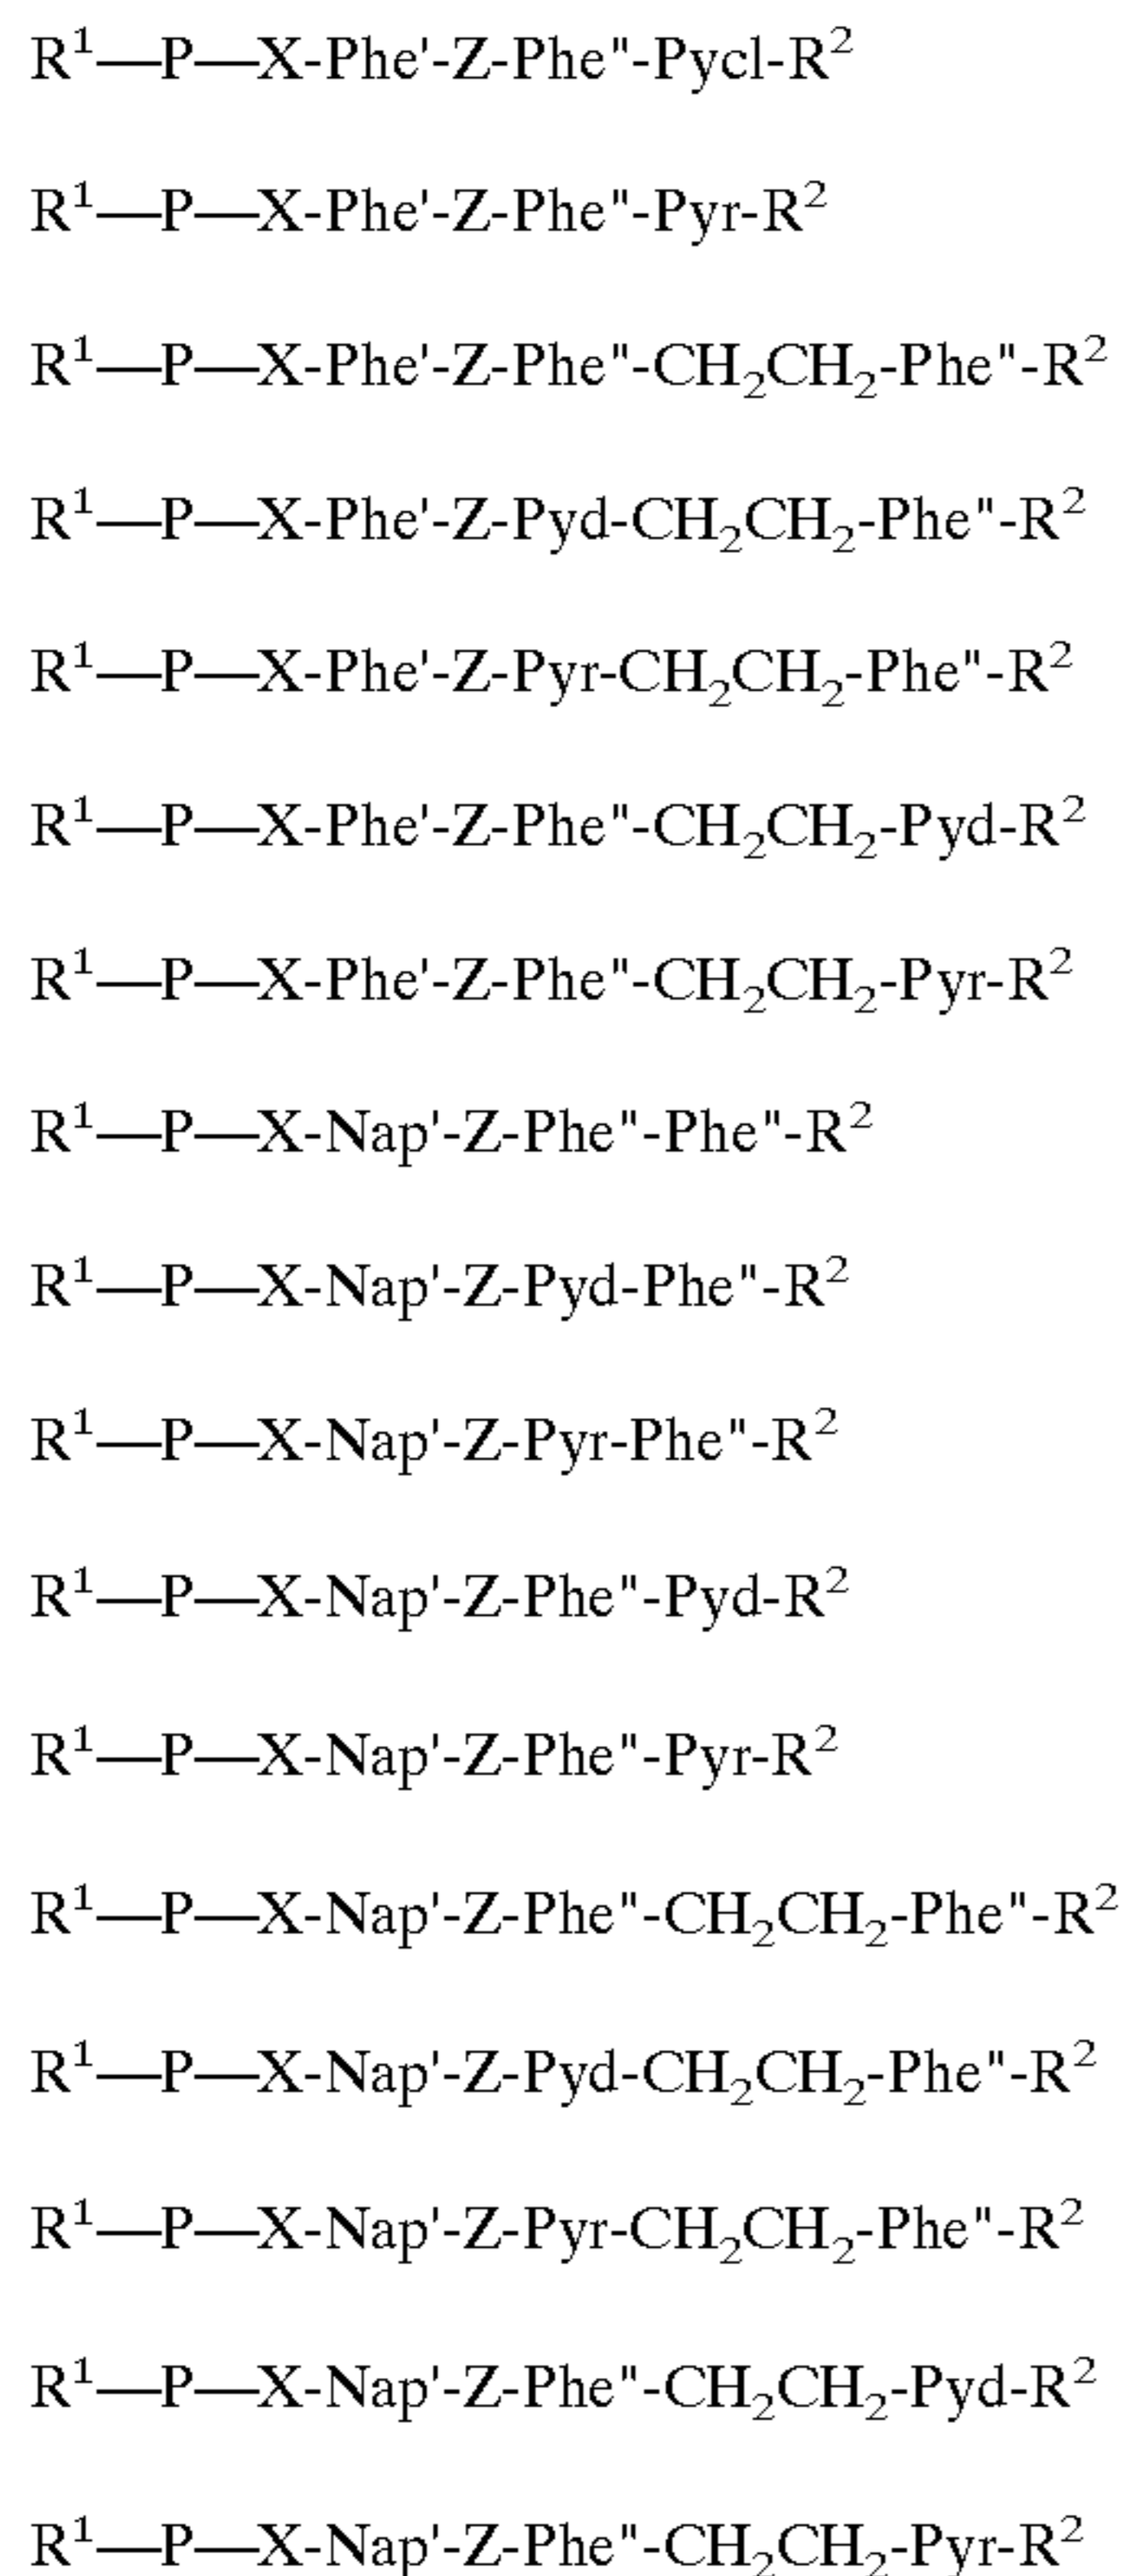 R¹—P—X-Phe'-Z-Phe"-Pycl-R²
R¹—P—X-Phe'-Z-Phe"-Pyr-R²
R¹—P—X-Phe'-Z-Phe"-CH₂CH₂-Phe"-R²
R¹—P—X-Phe'-Z-Pyd-CH₂CH₂-Phe"-R²
R¹—P—X-Phe'-Z-Pyr-CH₂CH₂-Phe"-R²
R¹—P—X-Phe'-Z-Phe"-CH₂CH₂-Pyd-R²
R¹—P—X-Phe'-Z-Phe"-CH₂CH₂-Pyr-R²
R¹—P—X-Nap'-Z-Phe"-Phe"-R²
R¹—P—X-Nap'-Z-Pyd-Phe"-R²
R¹—P—X-Nap'-Z-Pyr-Phe"-R²
R¹—P—X-Nap'-Z-Phe"-Pyd-R²
R¹—P—X-Nap'-Z-Phe"-Pyr-R²
R¹—P—X-Nap'-Z-Phe"-CH₂CH₂-Phe"-R²
R¹—P—X-Nap'-Z-Pyd-CH₂CH₂-Phe"-R²
R¹—P—X-Nap'-Z-Pyr-CH₂CH₂-Phe"-R²
R¹—P—X-Nap'-Z-Phe"-CH₂CH₂-Pyd-R²
R¹—P—X-Nap'-Z-Phe"-CH₂CH₂-Pyr-R²